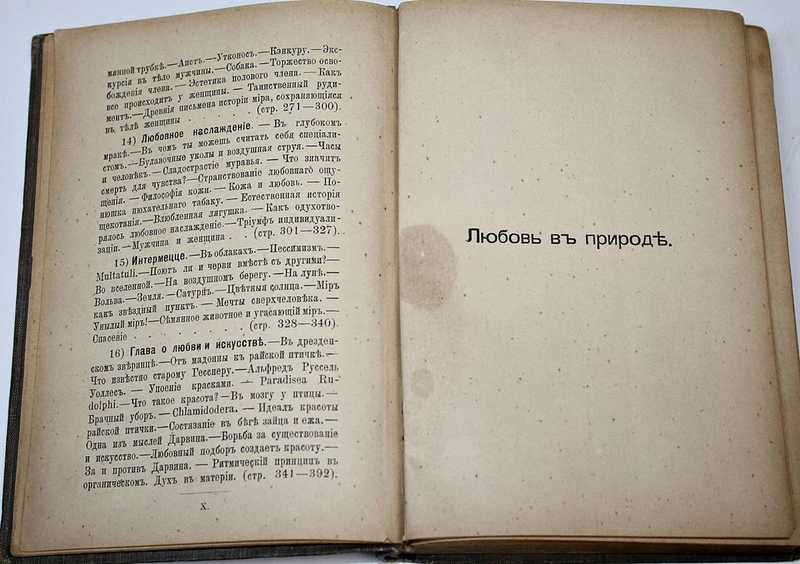 мянной трубкѣ.—Аистъ.—Утконосъ.—Кэнкуру.—Экс-
курсія въ тѣло мужчины.—Собака.—Торжество осво-
божденія члена.—Эстетика полового члена.—Какъ
все происходитъ у женщины. — Таинственный руди-
ментъ.—Древнія письмена исторіи міра, сохраняющіяся
въ тѣлѣ женщины . . . . . . (стр. 271—300).
14) Любовное наслажденіе. — Въ глубокомъ
мракѣ.—Въ чемъ ты можешь считать себя спеціали-
стомъ.—Булавочные уколы и воздушная струя.—Часы
и человѣкъ.—Сладострастіе муравья. — Что значитъ
смерть для чувства?—Странствованіе любовнаго ощу-
щенія. — Философія кожи. — Кожа и любовь. — По-
нюшка нюхательнаго табаку. — Естественная исторія
щекотанія.—Влюбленная лягушка. — Какъ одухотво-
рялось любовное наслажденіе.—Тріумфъ индивидуали-
заціи.—Мужчина и женщина . . (стр. 301—327).
15) Интермеццо. — Въ облакахъ.— Пессимизмъ.—
Multatuli.—Поютъ ли и черви вмѣстѣ съ другими?—
Во вселенной.—На воздушномъ берегу.—На лунѣ.—
Вольва.—Земля.—Сатурнъ.—Цвѣтныя солнца.—Міръ
какъ звѣздный пунктъ. — Мечты сверхчеловѣка. —
Унылый міръ!—Сѣмянное животное и угасающій міръ.—
Спасеніе . . . . . . . . (стр. 328—340).
16) Глава о любви и искусствѣ.—Въ дрезден-
скомъ звѣринцѣ.—Отъ мадонны къ райской птичкѣ.—
Что извѣстно старому Гесснеру.—Альфредъ Руссель
Уоллесъ. — Упоеніе красками. — Paradisea Ru-
dolphi.—Что такое красота?—Въ мозгу у птицы.—
Брачный уборъ. — Chlamidodera. — Идеалъ красоты
райской птички.—Состязаніе въ бѣгѣ зайца и ежа.—
Одна изъ мыслей Дарвина.—Борьба за существованіе
и искусство.—Любовный подборъ создаетъ красоту.—
За и противъ Дарвина. — Ритмическій принципъ въ
органическомъ. Духъ въ матеріи. (стр. 341—392).
X.
Любовь въ природѣ.